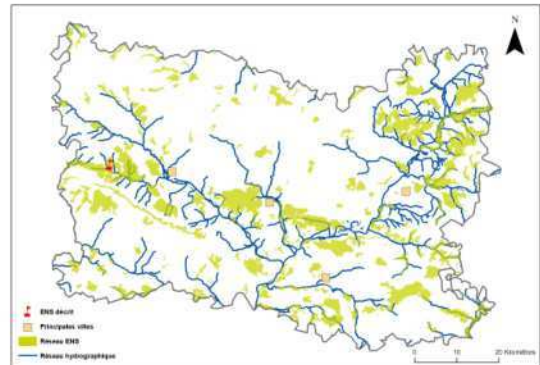 N
ENS décrit
Principales villes
Réseau ENS
Réseau hydrographique
0 10 20 Kilomètres